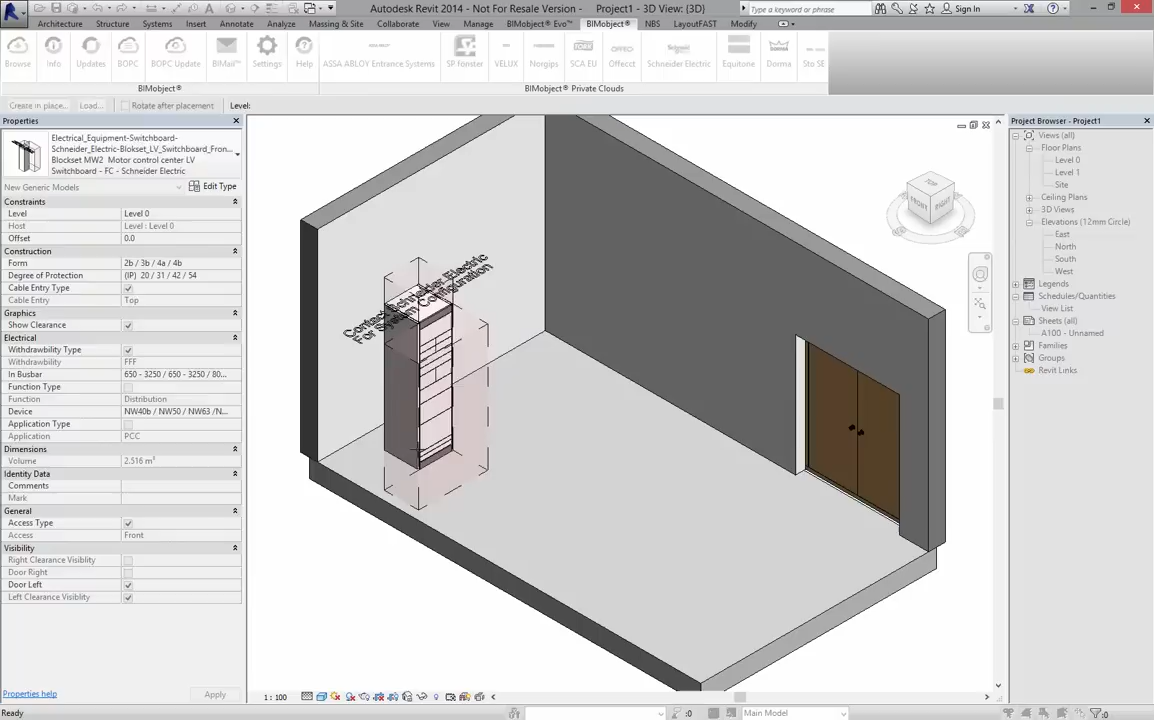 Autodesk Revit 2014 - Not For Resale Version - Project1 - 3D View: {3D}
Type a keyword or phrase
Sign In
Architecture Structure Systems Insert Annotate Analyze Massing & Site Collaborate View Manage BIMobject® Evo™ BIMobject® NBS LayoutFAST Modify
Browse Info Updates BOPC BOPC Update BIMail™ Settings Help ASSA ABLOY Entrance Systems SP fönster VELUX Norgips SCA EU Offecct Schneider Electric Equitone Dorma Sto SE
BIMobject®
BIMobject® Private Clouds
Create in place... Load... Rotate after placement Level:
Properties
Electrical_Equipment-Switchboard-
Schneider_Electric-Blokset_LV_Switchboard_Fron...
Blockset MW2 Motor control center LV
Switchboard - FC - Schneider Electric
New Generic Models
Edit Type
Constraints
Level Level 0
Host Level : Level 0
Offset 0.0
Construction
Form 2b / 3b / 4a / 4b
Degree of Protection (IP) 20 / 31 / 42 / 54
Cable Entry Type
Cable Entry Top
Graphics
Show Clearance
Electrical
Withdrawbility Type
Withdrawbility FFF
In Busbar 650 - 3250 / 650 - 3250 / 80...
Function Type
Function Distribution
Device NW40b / NW50 / NW63 /N...
Application Type
Application PCC
Dimensions
Volume 2.516 m³
Identity Data
Comments
Mark
General
Access Type
Access Front
Visibility
Right Clearance Visiblity
Door Right
Door Left
Left Clearance Visiblity
Properties help
Apply
Contact Schneider Electric
For System Configuration
TOP
FRONT
RIGHT
1 : 100
Project Browser - Project1
Views (all)
Floor Plans
Level 0
Level 1
Site
Ceiling Plans
3D Views
Elevations (12mm Circle)
East
North
South
West
Legends
Schedules/Quantities
View List
Sheets (all)
A100 - Unnamed
Families
Groups
Revit Links
Ready
:0
Main Model
:0